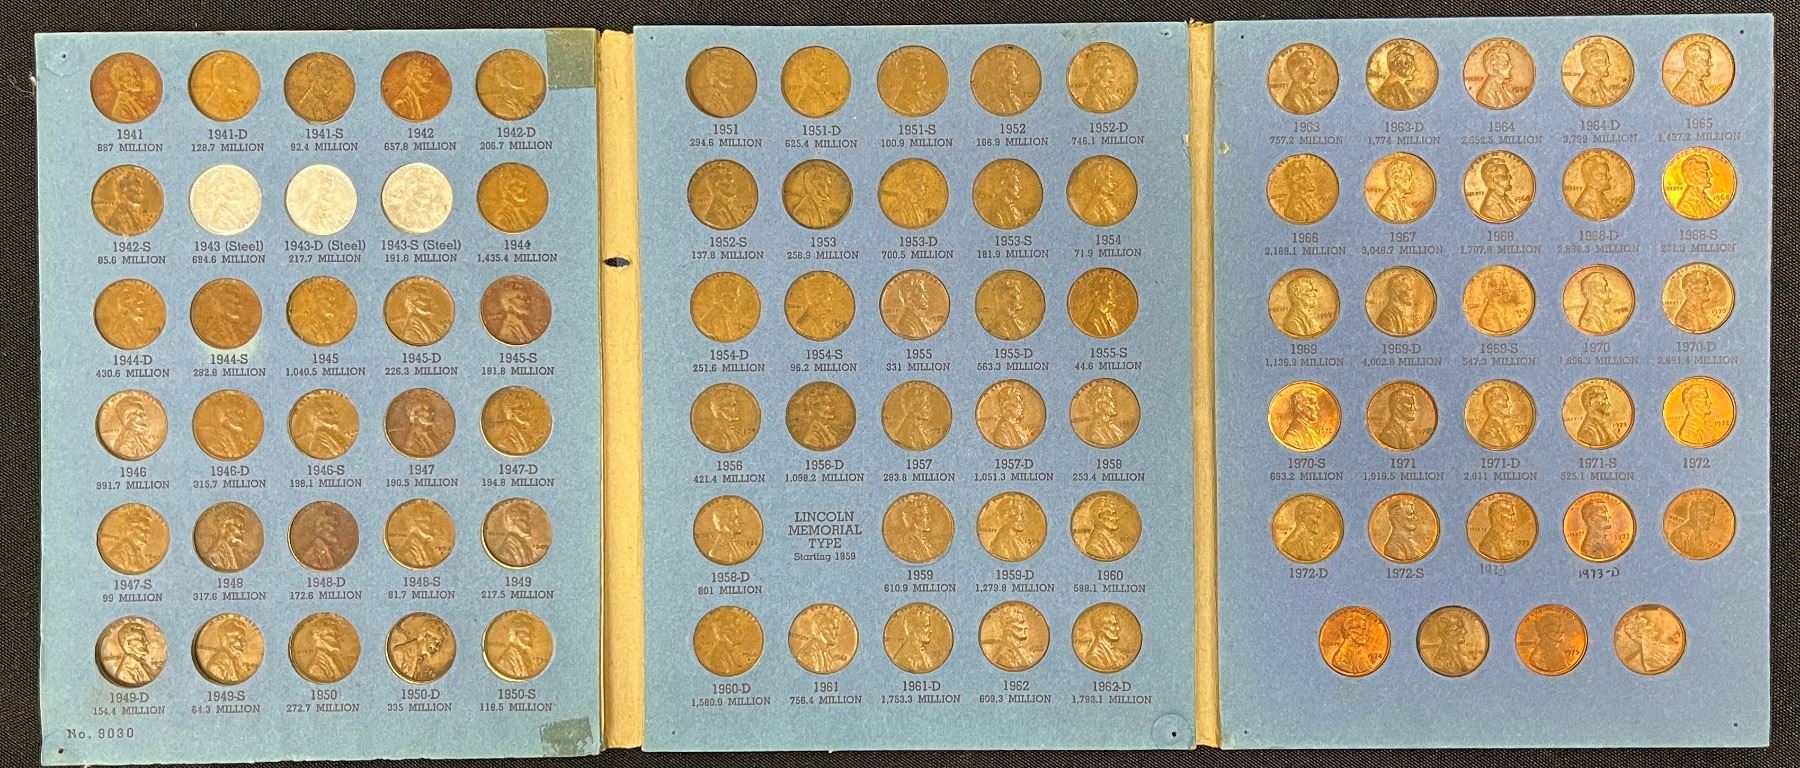 1941 1941-D 1941-S 1942 1942-D
887 MILLION 128.7 MILLION 92.4 MILLION 657.8 MILLION 206.7 MILLION
1942-S 1943 (Steel) 1943-D (Steel) 1943-S (Steel) 1944
85.6 MILLION 684.6 MILLION 217.7 MILLION 191.6 MILLION 1,435.4 MILLION
1944-D 1944-S 1945 1945-D 1945-S
430.6 MILLION 282.8 MILLION 1,040.5 MILLION 226.3 MILLION 181.8 MILLION
1946 1946-D 1946-S 1947 1947-D
991.7 MILLION 315.7 MILLION 198.1 MILLION 190.5 MILLION 194.8 MILLION
1947-S 1948 1948-D 1948-S 1949
99 MILLION 317.6 MILLION 172.6 MILLION 81.7 MILLION 217.5 MILLION
1949-D 1949-S 1950 1950-D 1950-S
154.4 MILLION 64.3 MILLION 272.7 MILLION 335 MILLION 118.5 MILLION
No. 9030
1951 1951-D 1951-S 1952 1952-D
294.6 MILLION 625.4 MILLION 100.9 MILLION 186.9 MILLION 746.1 MILLION
1952-S 1953 1953-D 1953-S 1954
137.8 MILLION 256.9 MILLION 700.5 MILLION 181.9 MILLION 71.9 MILLION
1954-D 1954-S 1955 1955-D 1955-S
251.6 MILLION 96.2 MILLION 331 MILLION 563.3 MILLION 44.6 MILLION
1956 1956-D 1957 1957-D 1958
421.4 MILLION 1,098.2 MILLION 283.8 MILLION 1,051.3 MILLION 253.4 MILLION
LINCOLN
MEMORIAL
TYPE
Starting 1959
1958-D 1959 1959-D 1960
801 MILLION 610.9 MILLION 1,279.8 MILLION 588.1 MILLION
1960-D 1961 1961-D 1962 1962-D
1,580.9 MILLION 756.4 MILLION 1,753.3 MILLION 609.3 MILLION 1,793.1 MILLION
1963 1963-D 1964 1964-D 1965
757.2 MILLION 1,774 MILLION 2,652.5 MILLION 3,799 MILLION 1,497.2 MILLION
1966 1967 1968 1968-D 1968-S
2,188.1 MILLION 3,048.7 MILLION 1,707.8 MILLION 2,886.3 MILLION 261.3 MILLION
1969 1969-D 1969-S 1970 1970-D
1,136.9 MILLION 4,002.8 MILLION 547.3 MILLION 1,898.3 MILLION 2,891.4 MILLION
1970-S 1971 1971-D 1971-S 1972
693.2 MILLION 1,919.5 MILLION 2,911 MILLION 525.1 MILLION
1972-D 1972-S 1973 1973-D